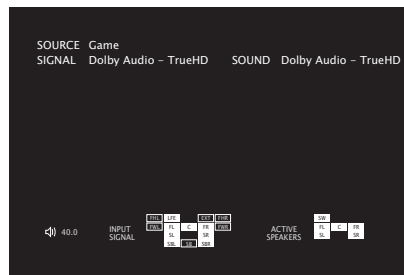 SOURCE Game
SIGNAL Dolby Audio – TrueHD SOUND Dolby Audio – TrueHD
FHL LFE EXT FHR SW
FWL FL C FR FWR FL C FR
40.0 INPUT SIGNAL SL SR ACTIVE SPEAKERS SL SR
SBL SB SBR